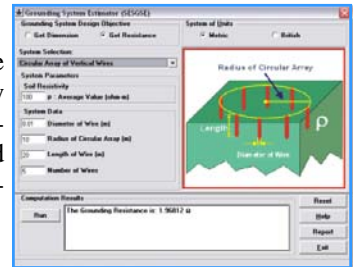 Grounding System Estimator (SESGSE)
Grounding System Design Objective
System of Units
Get Dimension
Get Resistance
Metric
British
System Selection:
Circular Array of Vertical Wires
System Parameters
Soil Resistivity
100
ρ : Average Value (ohm-m)
System Data
0.01
Diameter of Wire (m)
10
Radius of Circular Array (m)
20
Length of Wire (m)
6
Number of Wires
Radius of Circular Array
Length
ρ
Diameter of Wire
Computation Results
Run
The Grounding Resistance is: 1.96812 Ω
Reset
Help
Report
Exit